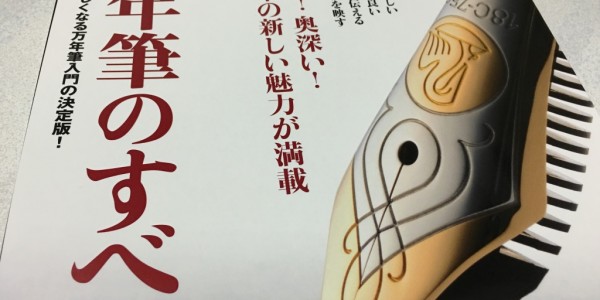 しい
良い
伝える
を映す
！奥深い！
の新しい魅力が満載
年筆のすべ
しくなる万年筆入門の決定版！
18C-75